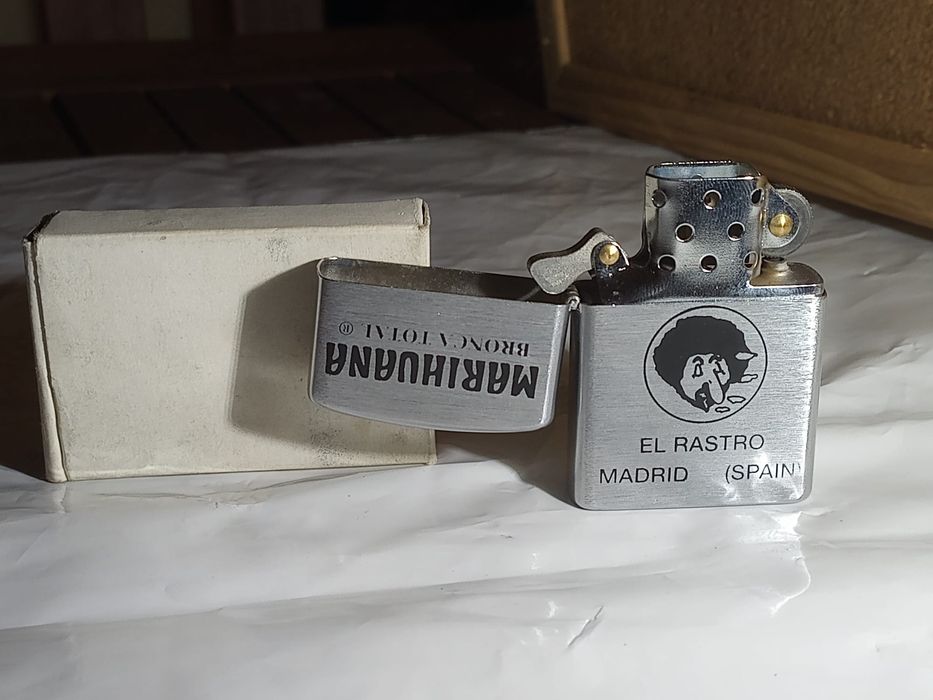 MARIHUANA
BRONCA TOTAL ®
EL RASTRO
MADRID (SPAIN)